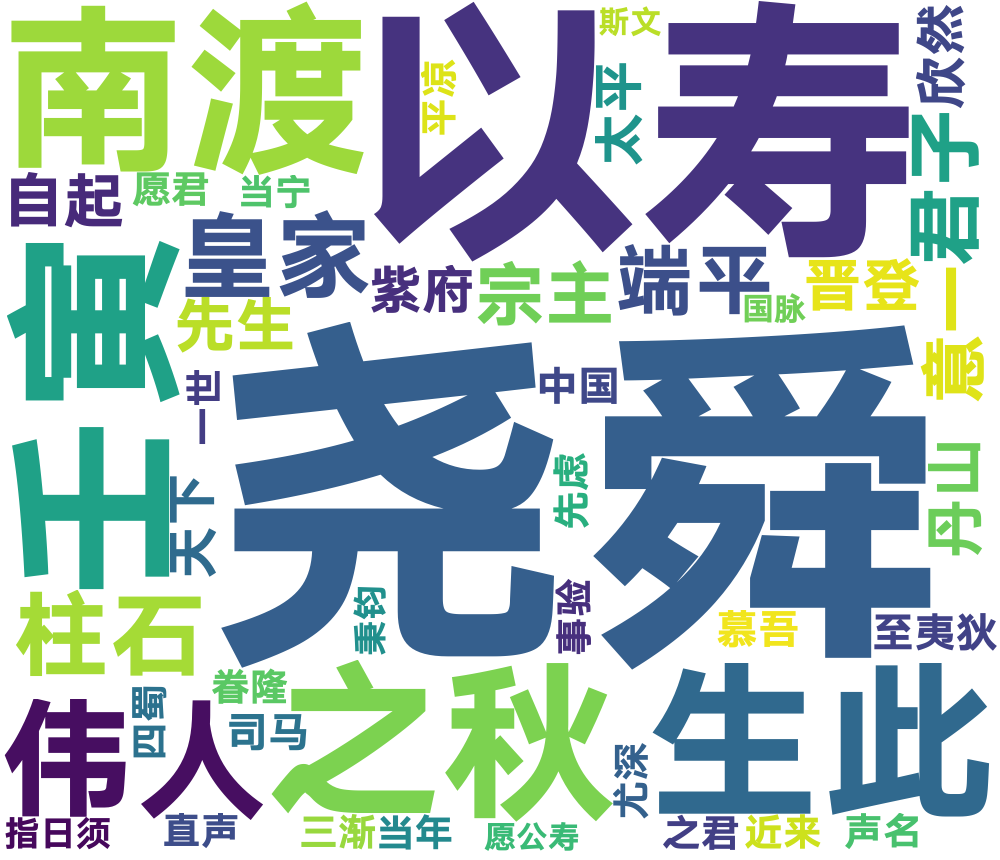 南渡
以寿
斯文
欣然
平凉
太平
君子
自起
愿君
当宁
皇家
紫府
宗主
端平
国脉
晋登
壬寅
先生
一世
中国
意一
尧舜
先虑
丹山
天下
柱石
秉钧
事验
慕吾
至夷狄
眷隆
伟人
四蜀
司马
之秋
尤深
生此
指日须
直声
三渐
当年
愿公寿
之君
近来
声名